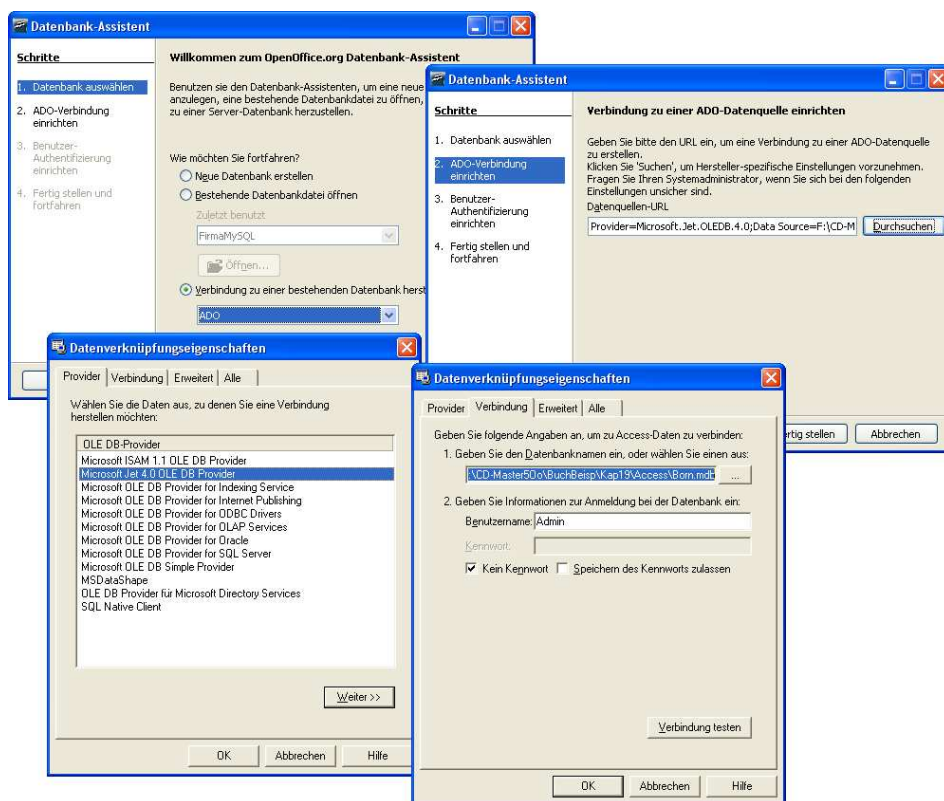 Datenbank-Assistent
Schritte
1. Datenbank auswählen
2. ADO-Verbindung
einrichten
3. Benutzer-
Authentifizierung
einrichten
4. Fertig stellen und
fortfahren
Willkommen zum OpenOffice.org Datenbank-Assistent
Benutzen sie den Datenbank-Assistenten, um eine neue
anzulegen, eine bestehende Datenbankdatei zu öffnen,
zu einer Server-Datenbank herzustellen.
Wie möchten Sie fortfahren?
Neue Datenbank erstellen
Bestehende Datenbankdatei öffnen
Zuletzt benutzt
FirmaMySQL
Öffnen...
Verbindung zu einer bestehenden Datenbank herst
ADO
Datenbank-Assistent
Schritte
1. Datenbank auswählen
2. ADO-Verbindung
einrichten
3. Benutzer-
Authentifizierung
einrichten
4. Fertig stellen und
fortfahren
Verbindung zu einer ADO-Datenquelle einrichten
Geben Sie bitte den URL ein, um eine Verbindung zu einer ADO-Datenquelle
zu erstellen.
Klicken Sie 'Suchen', um Hersteller-spezifische Einstellungen vorzunehmen.
Fragen Sie Ihren Systemadministrator, wenn Sie sich bei den folgenden
Einstellungen unsicher sind.
Datenquellen-URL
Provider=Microsoft.Jet.OLEDB.4.0;Data Source=F:\CD-M Durchsuchen
rtig stellen Abbrechen
Datenverknüpfungseigenschaften
Provider Verbindung Erweitert Alle
Wählen Sie die Daten aus, zu denen Sie eine Verbindung
herstellen möchten:
OLE DB-Provider
Microsoft ISAM 1.1 OLE DB Provider
Microsoft Jet 4.0 OLE DB Provider
Microsoft OLE DB Provider for Indexing Service
Microsoft OLE DB Provider for Internet Publishing
Microsoft OLE DB Provider for ODBC Drivers
Microsoft OLE DB Provider for OLAP Services
Microsoft OLE DB Provider for Oracle
Microsoft OLE DB Provider for SQL Server
Microsoft OLE DB Simple Provider
MSDataShape
OLE DB Provider für Microsoft Directory Services
SQL Native Client
Weiter >>
OK Abbrechen Hilfe
Datenverknüpfungseigenschaften
Provider Verbindung Erweitert Alle
Geben Sie folgende Angaben an, um zu Access-Daten zu verbinden:
1. Geben Sie den Datenbanknamen ein, oder wählen Sie einen aus:
:\CD-Master5Oo\BuchBeisp\Kap19\Access\Born.mdb ...
2. Geben Sie Informationen zur Anmeldung bei der Datenbank ein:
Benutzername: Admin
Kennwort:
Kein Kennwort Speichern des Kennworts zulassen
Verbindung testen
OK Abbrechen Hilfe